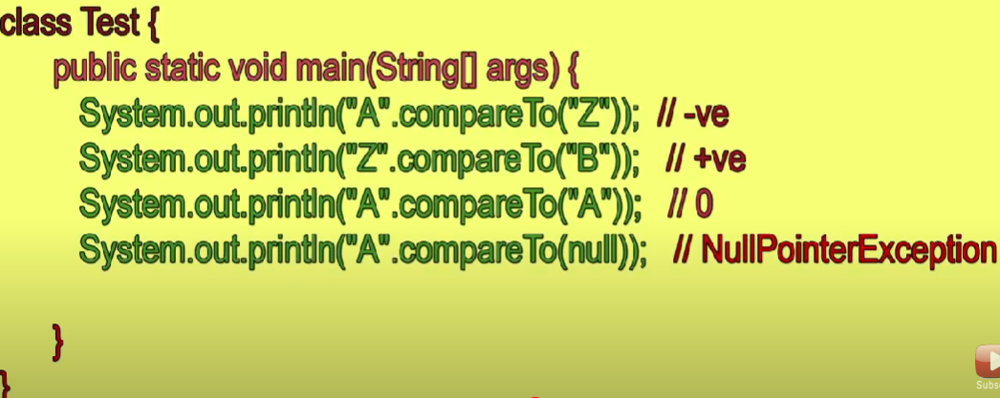 class Test {
public static void main(String[] args) {
System.out.println("A".compareTo("Z")); // -ve
System.out.println("Z".compareTo("B")); // +ve
System.out.println("A".compareTo("A")); // 0
System.out.println("A".compareTo(null)); // NullPointerException
}
}